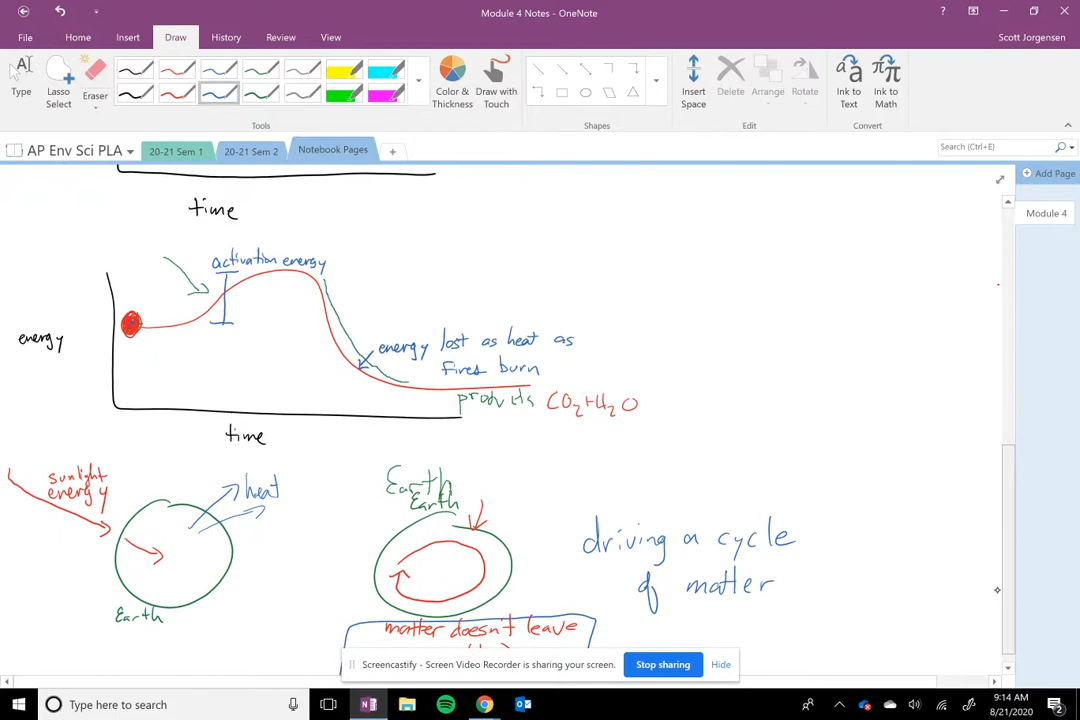 Module 4 Notes - OneNote
?
File Home Insert Draw History Review View
Scott Jorgensen
Type
Lasso Select
Eraser
Color & Thickness
Draw with Touch
Insert Space
Delete
Arrange
Rotate
Ink to Text
Ink to Math
Tools
Shapes
Edit
Convert
AP Env Sci PLA
20-21 Sem 1
20-21 Sem 2
Notebook Pages
Search (Ctrl+E)
Add Page
Module 4
time
activation energy
energy
energy lost as heat as
fires burn
products CO2+H2O
time
sunlight
energy
heat
Earth
Earth
Earth
driving a cycle
of matter
matter doesn't leave
Screencastify - Screen Video Recorder is sharing your screen.
Stop sharing
Hide
Type here to search
9:14 AM
8/21/2020
2